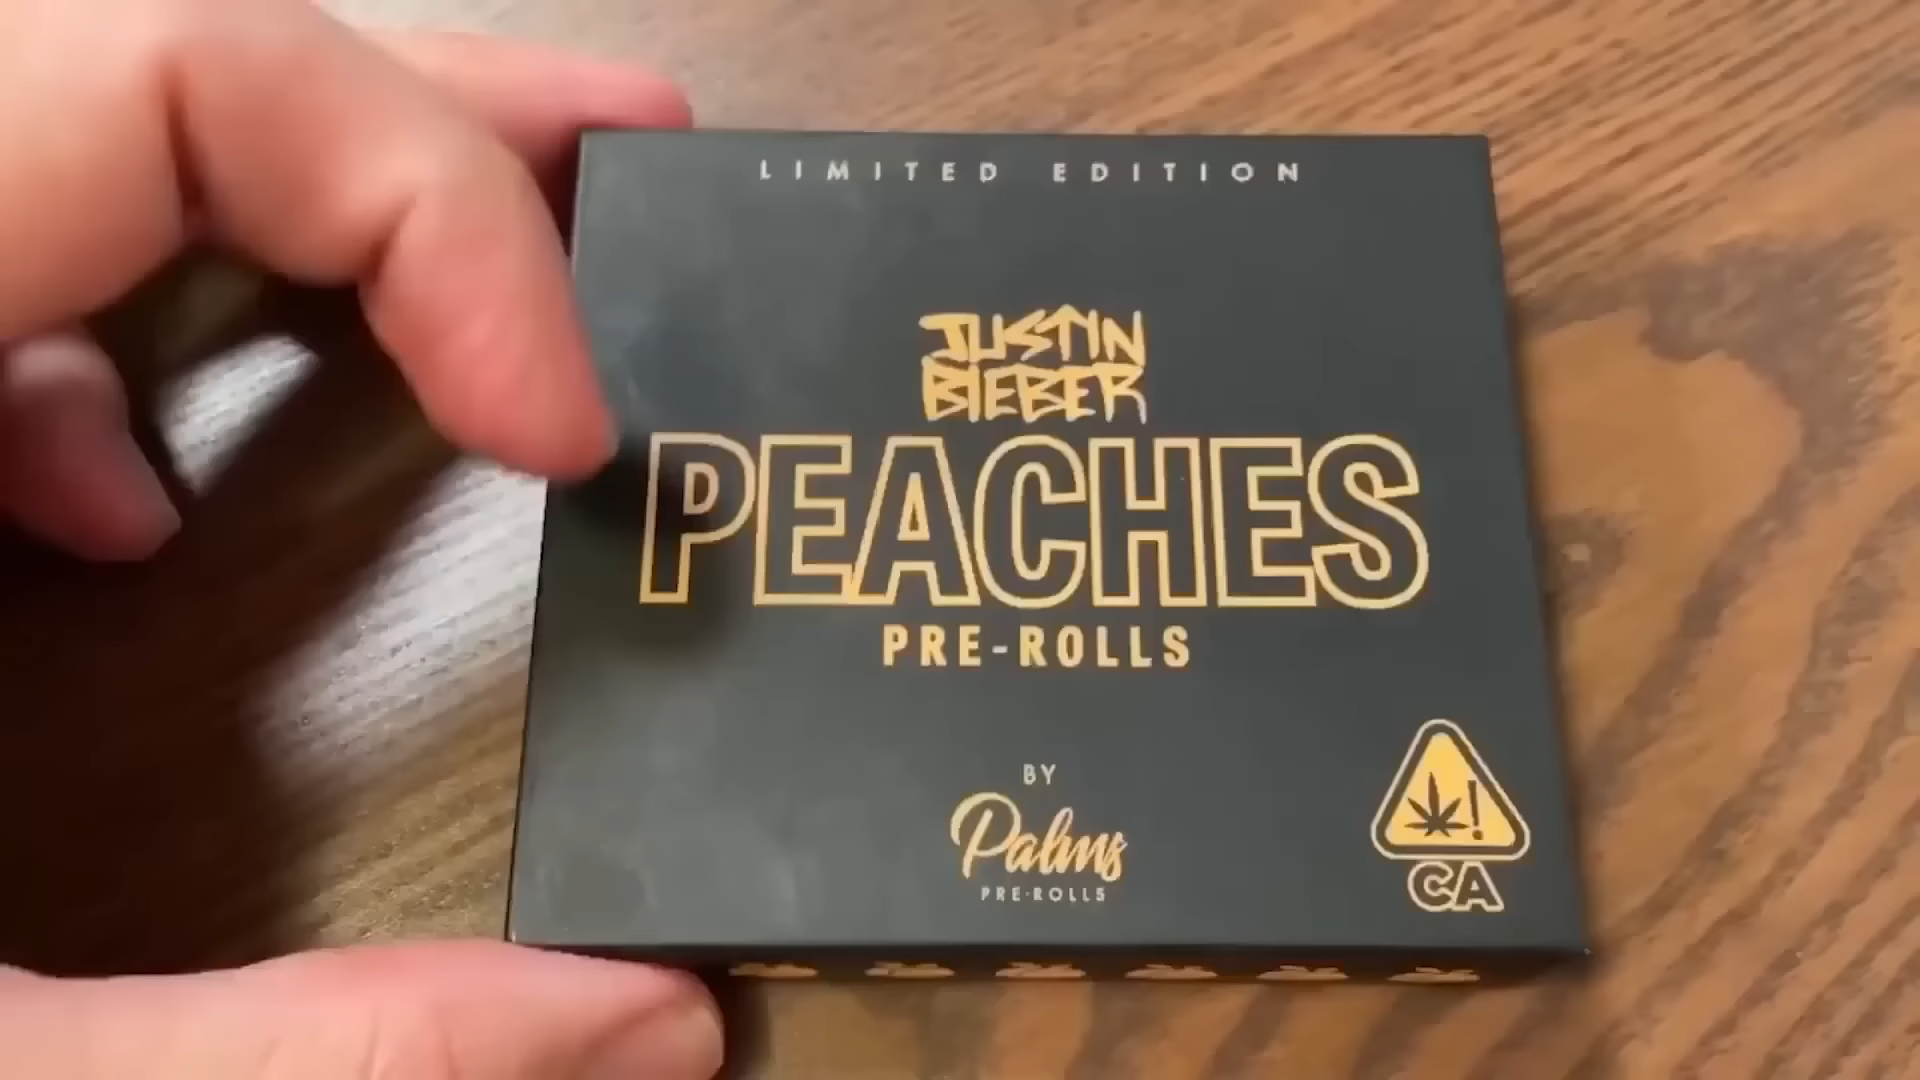 LIMITED EDITION
JUSTIN
BIEBER
PEACHES
PRE-ROLLS
BY
Palms
PRE-ROLLS
!
CA